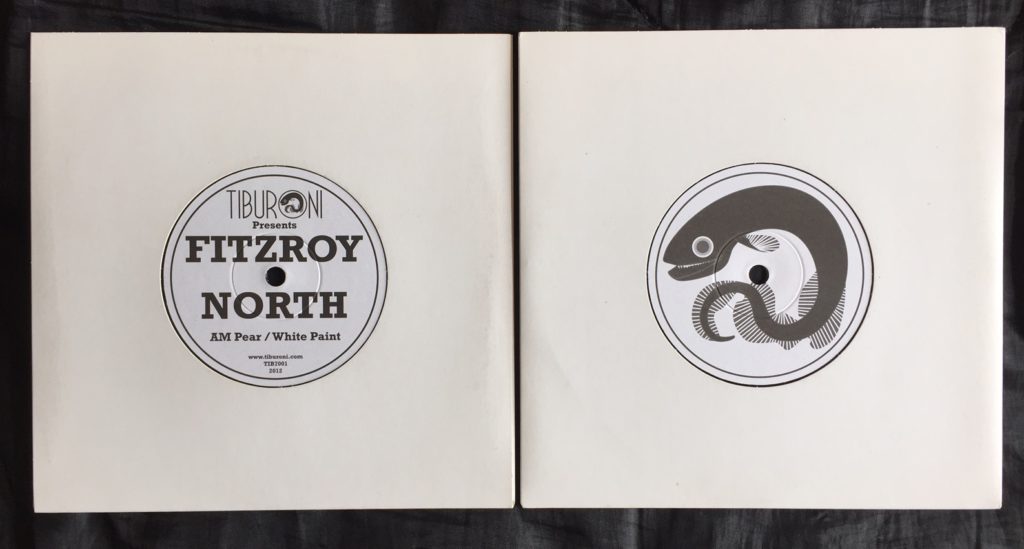 TIBURONI
Presents
FITZROY
NORTH
AM Pear / White Paint
www.tiburoni.com
TIB7001
2012